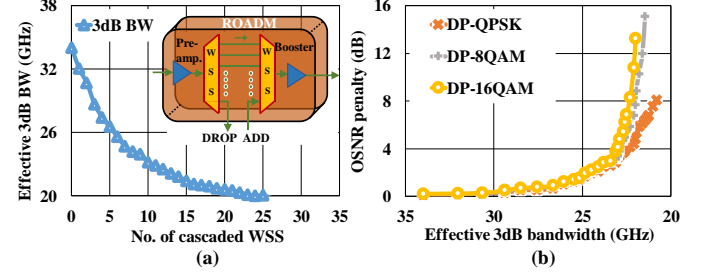 38
32
26
20
Effective 3dB BW (GHz)
3dB BW
ROADM
Pre-
amp.
W
S
S
W
S
S
Booster
DROP ADD
0 5 10 15 20 25 30 35
No. of cascaded WSS
(a)
16
12
8
4
0
OSNR penalty (dB)
DP-QPSK
DP-8QAM
DP-16QAM
35 30 25 20
Effective 3dB bandwidth (GHz)
(b)